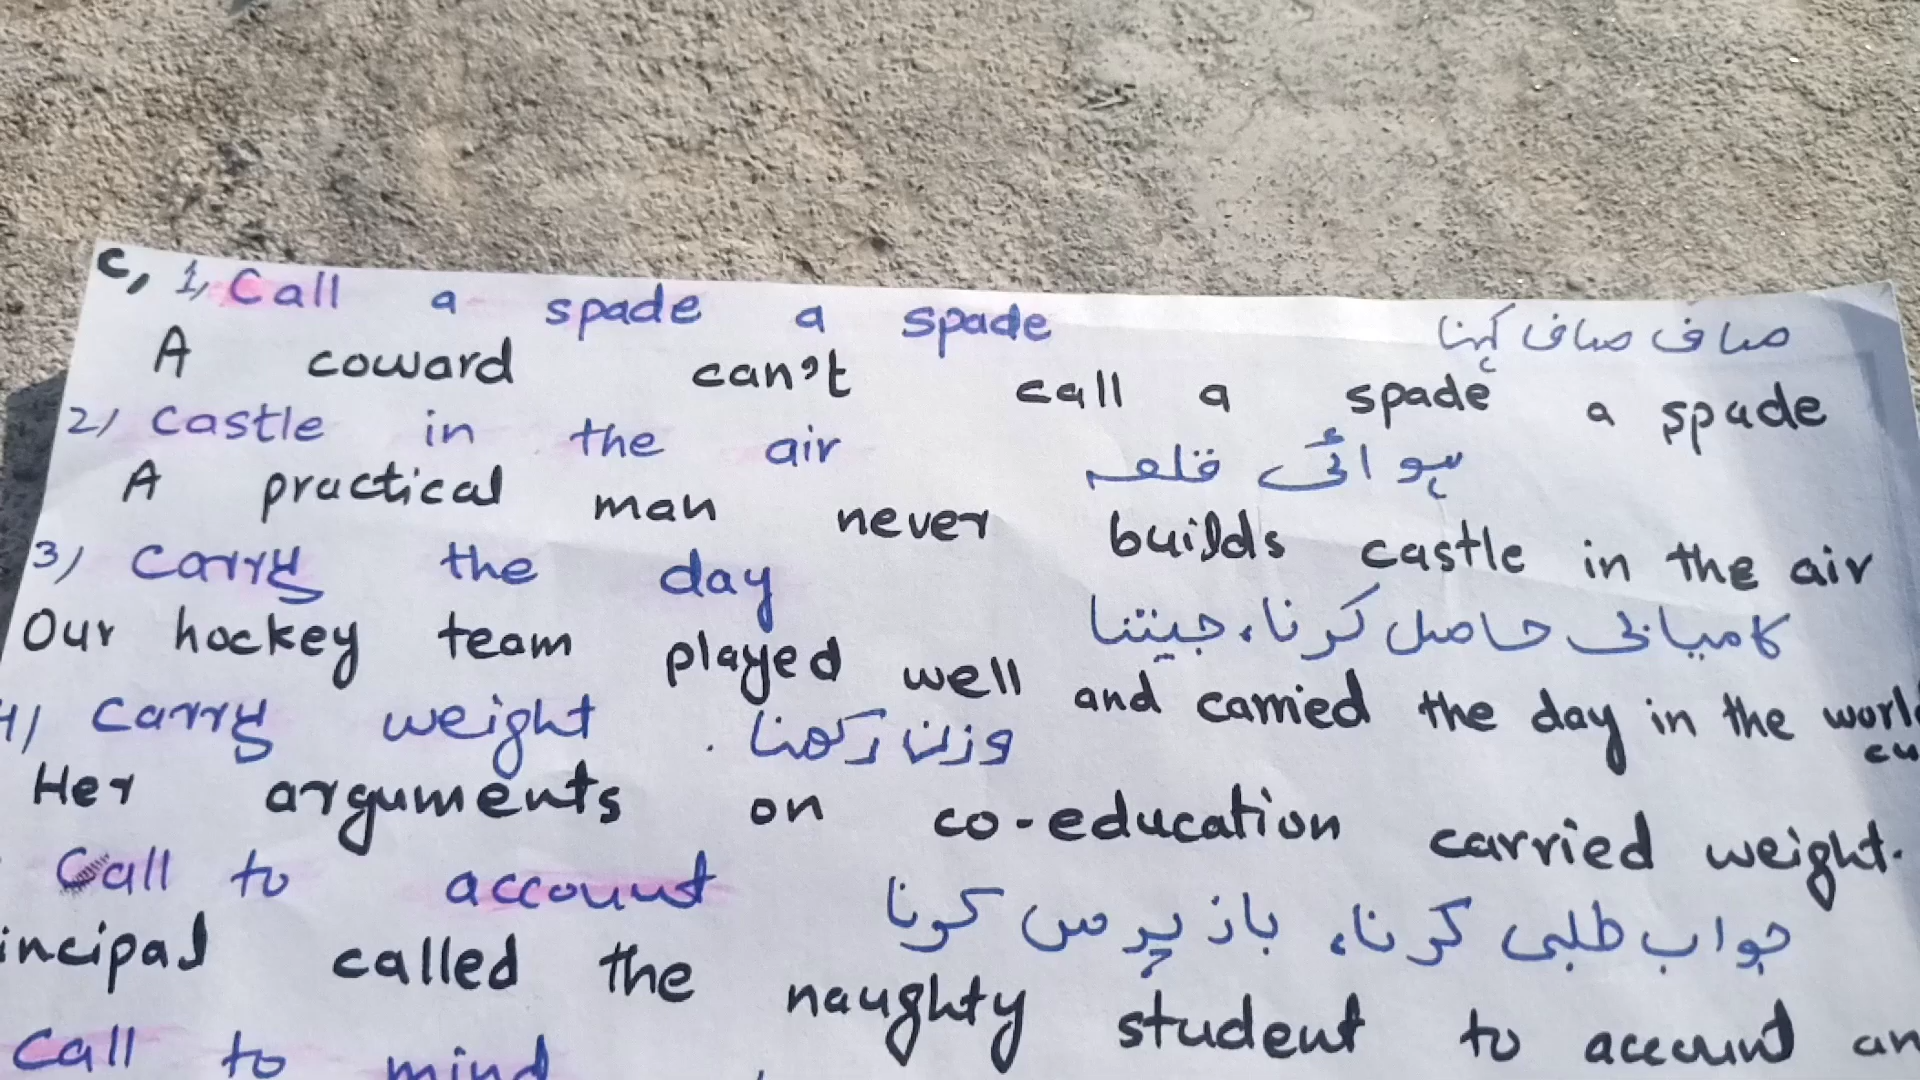 C, 1, Call a spade a spade صاف صاف کہنا
A coward can't call a spade a spade
2) Castle in the air ہوائی قلعہ
A practical man never builds castle in the air
3) Carry the day کامیابی حاصل کرنا، جیتنا
Our hockey team played well and carried the day in the worl
cu
4) Carry weight وزن رکھنا .
Her arguments on co-education carried weight.
Call to account جواب طلبی کرنا، باز پرس کرنا
incipal called the naughty student to account an
Call to mind